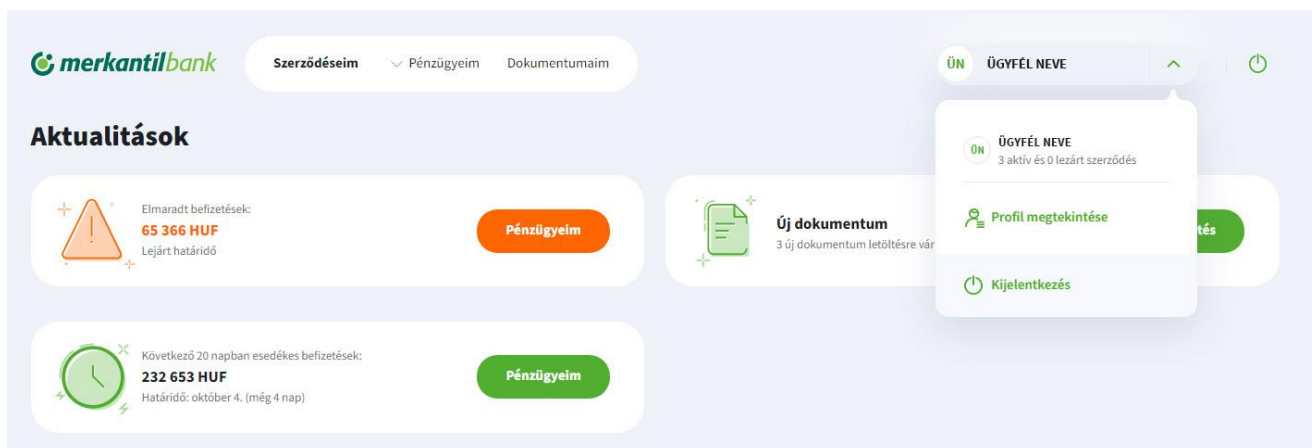 merkantilbank
Szerződéseim
Pénzügyeim
Dokumentumaim
ÜN
ÜGYFÉL NEVE
Aktualitások
ÜN
ÜGYFÉL NEVE
3 aktív és 0 lezárt szerződés
Profil megtekintése
Kijelentkezés
Elmaradt befizetések:
65 366 HUF
Lejárt határidő
Pénzügyeim
Új dokumentum
3 új dokumentum letöltésre vár
tés
Következő 20 napban esedékes befizetések:
232 653 HUF
Határidő: október 4. (még 4 nap)
Pénzügyeim